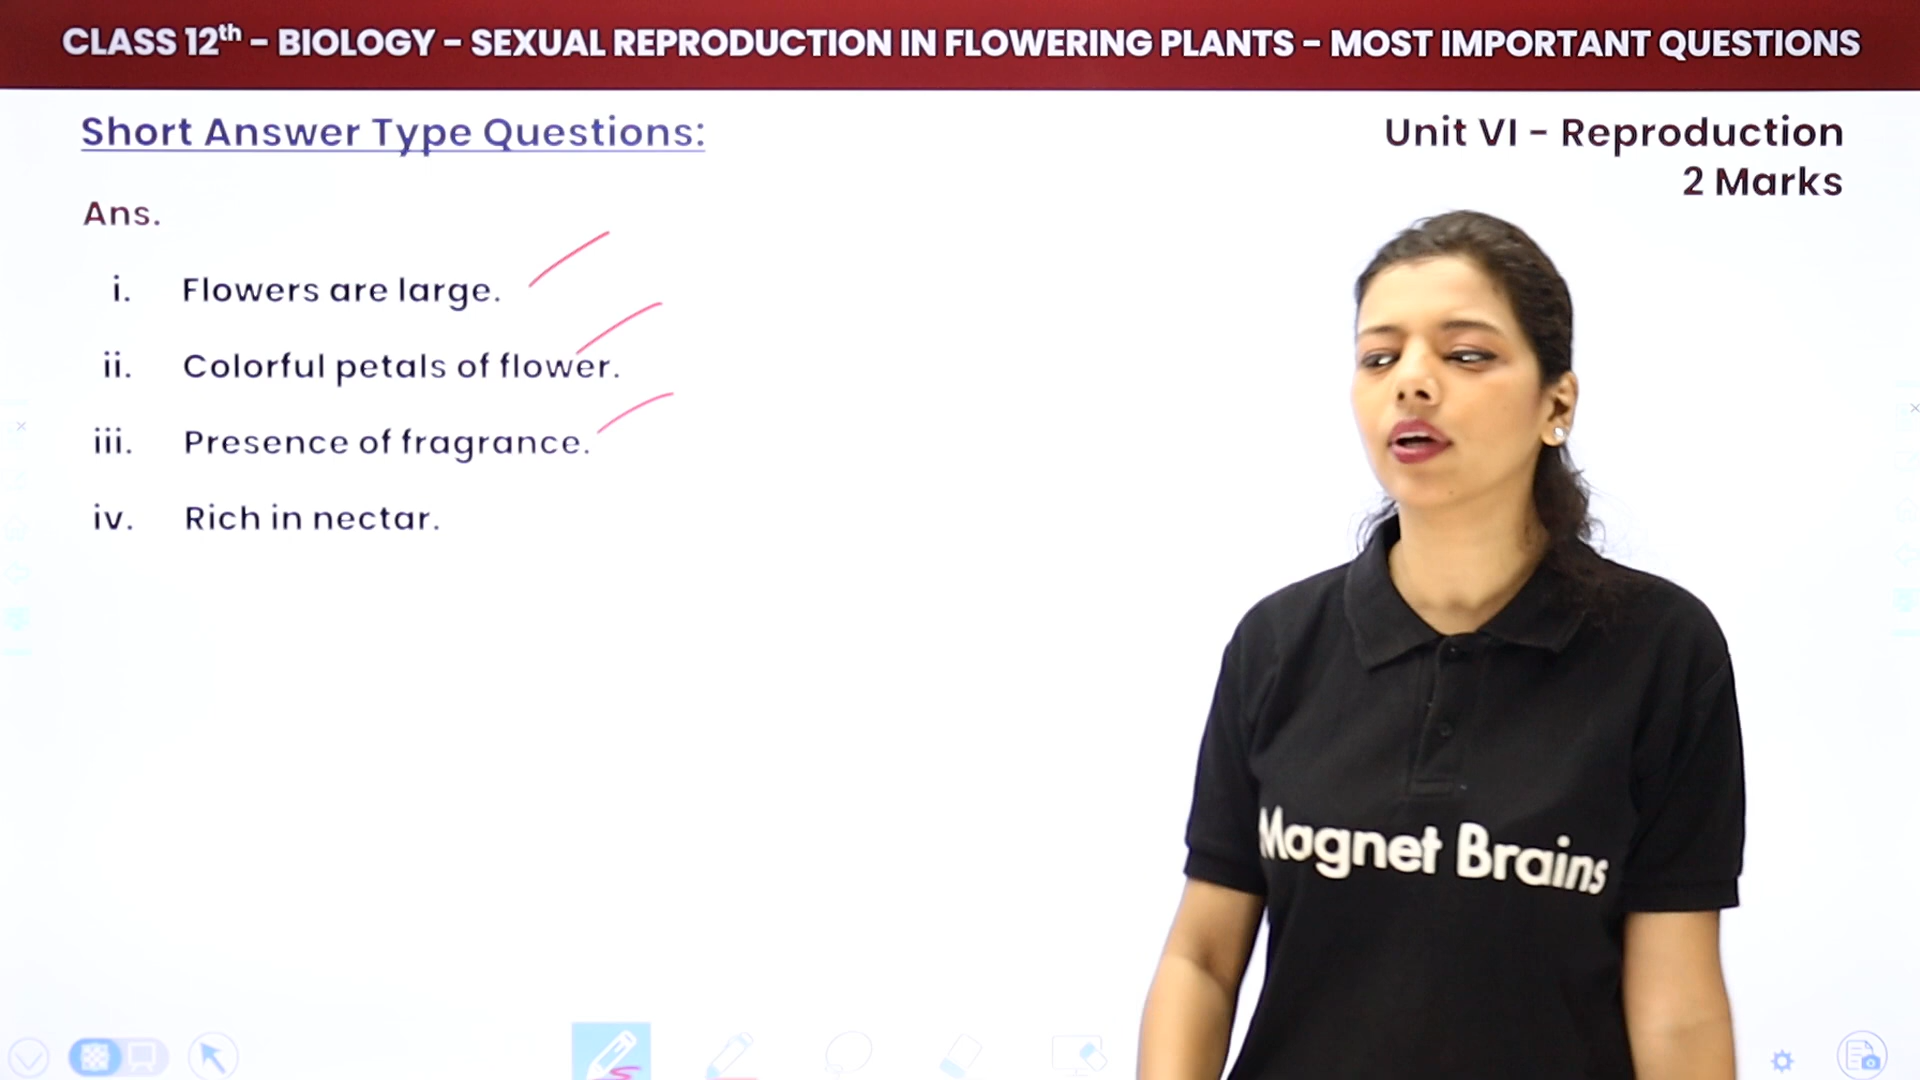 CLASS 12th - BIOLOGY - SEXUAL REPRODUCTION IN FLOWERING PLANTS - MOST IMPORTANT QUESTIONS
Short Answer Type Questions:
Unit VI - Reproduction
2 Marks
Ans.
i. Flowers are large.
ii. Colorful petals of flower.
iii. Presence of fragrance.
iv. Rich in nectar.
Magnet Brains